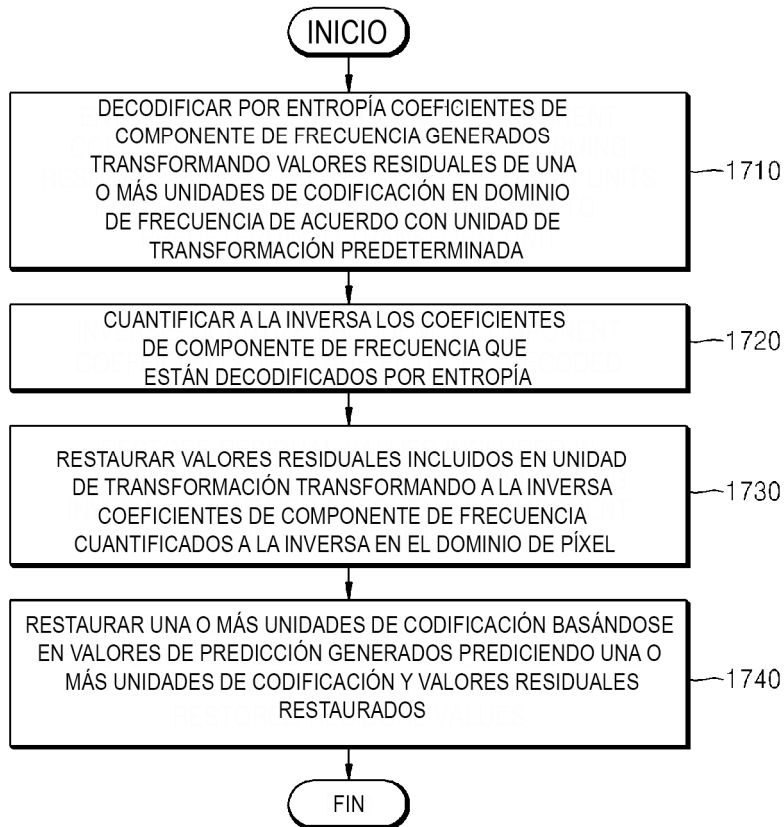 INICIO
DECODIFICAR POR ENTROPÍA COEFICIENTES DE
COMPONENTE DE FRECUENCIA GENERADOS
TRANSFORMANDO VALORES RESIDUALES DE UNA
O MÁS UNIDADES DE CODIFICACIÓN EN DOMINIO
DE FRECUENCIA DE ACUERDO CON UNIDAD DE
TRANSFORMACIÓN PREDETERMINADA
1710
CUANTIFICAR A LA INVERSA LOS COEFICIENTES
DE COMPONENTE DE FRECUENCIA QUE
ESTÁN DECODIFICADOS POR ENTROPÍA
1720
RESTAURAR VALORES RESIDUALES INCLUIDOS EN UNIDAD
DE TRANSFORMACIÓN TRANSFORMANDO A LA INVERSA
COEFICIENTES DE COMPONENTE DE FRECUENCIA
CUANTIFICADOS A LA INVERSA EN EL DOMINIO DE PÍXEL
1730
RESTAURAR UNA O MÁS UNIDADES DE CODIFICACIÓN BASÁNDOSE
EN VALORES DE PREDICCIÓN GENERADOS PREDICIENDO UNA O
MÁS UNIDADES DE CODIFICACIÓN Y VALORES RESIDUALES
RESTAURADOS
1740
FIN